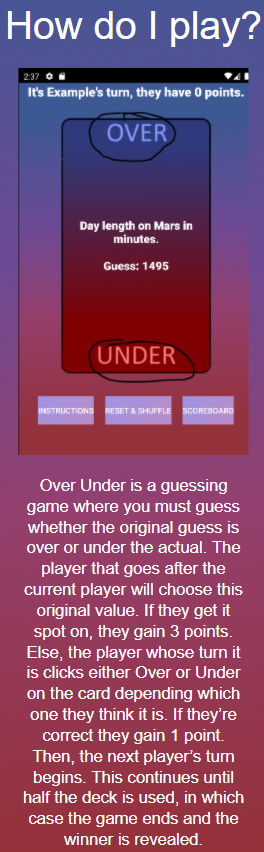 How do I play?
2:37
It's Example's turn, they have 0 points.
OVER
Day length on Mars in
minutes.
Guess: 1495
UNDER
INSTRUCTIONS
RESET & SHUFFLE
SCOREBOARD
Over Under is a guessing
game where you must guess
whether the original guess is
over or under the actual. The
player that goes after the
current player will choose this
original value. If they get it
spot on, they gain 3 points.
Else, the player whose turn it
is clicks either Over or Under
on the card depending which
one they think it is. If they're
correct they gain 1 point.
Then, the next player's turn
begins. This continues until
half the deck is used, in which
case the game ends and the
winner is revealed.